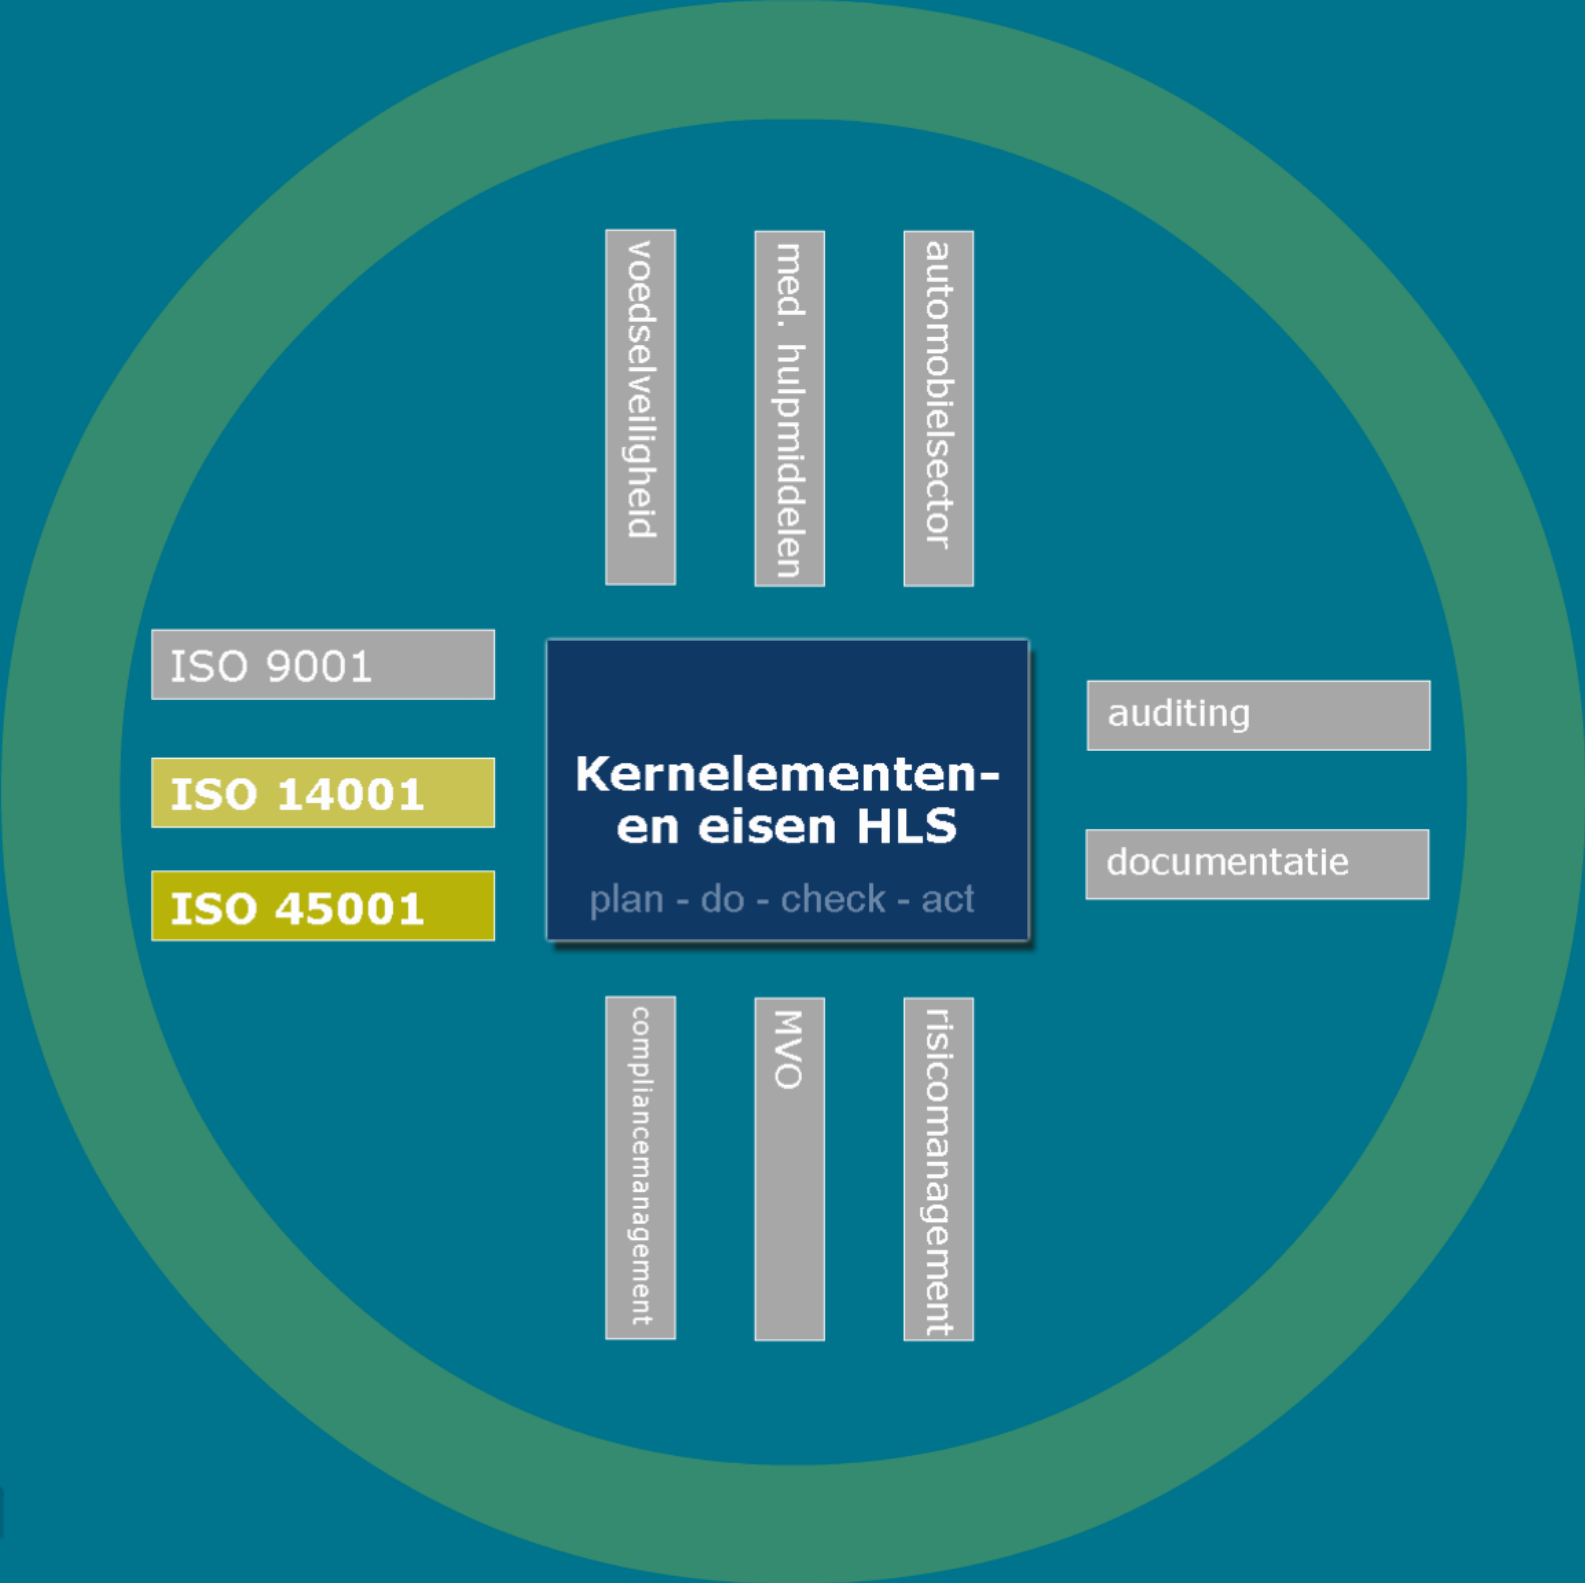 voedselveiligheid
med. hulpmiddelen
automobielsector
ISO 9001
ISO 14001
ISO 45001
Kernelementen-
en eisen HLS
plan - do - check - act
auditing
documentatie
compliancemanagement
MVO
risicomanagement